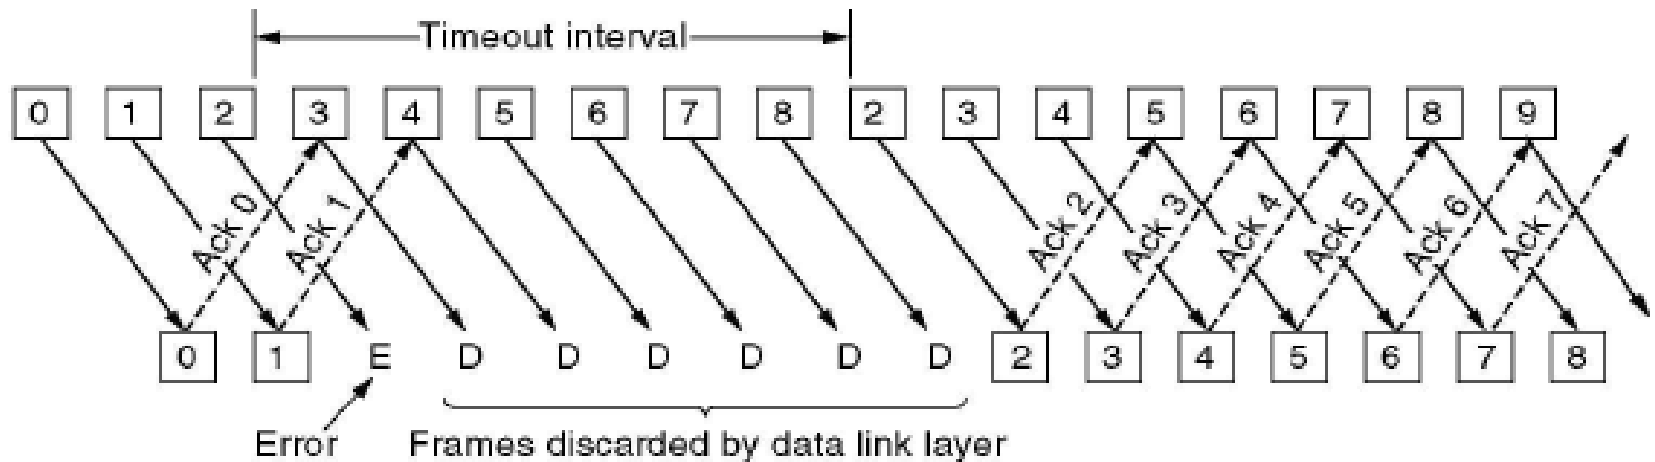 Timeout interval
0 1 2 3 4 5 6 7 8 2 3 4 5 6 7 8 9
Ack 0 Ack 1 Ack 2 Ack 3 Ack 4 Ack 5 Ack 6 Ack 7
0 1 E D D D D D D 2 3 4 5 6 7 8
Error Frames discarded by data link layer